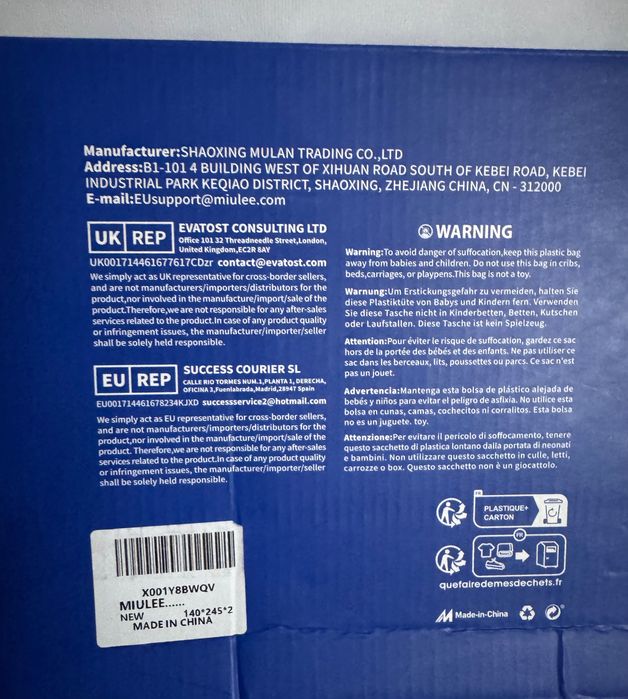 Manufacturer:SHAOXING MULAN TRADING CO.,LTD
Address:B1-101 4 BUILDING WEST OF XIHUAN ROAD SOUTH OF KEBEI ROAD, KEBEI
INDUSTRIAL PARK KEQIAO DISTRICT, SHAOXING, ZHEJIANG CHINA, CN - 312000
E-mail:EUsupport@miulee.com
UK REP
EVATOST CONSULTING LTD
Office 101 32 Threadneedle Street,London,
United Kingdom,EC2R 8AY
UK001714461677617CDzr contact@evatost.com
We simply act as UK representative for cross-border sellers,
and are not manufacturers/importers/distributors for the
product,nor involved in the manufacture/import/sale of the
product.Therefore,we are not responsible for any after-sales
services related to the product.In case of any product quality
or infringement issues, the manufacturer/importer/seller
shall be solely held responsible.
EU REP
SUCCESS COURIER SL
CALLE RIO TORMES NUM.1,PLANTA 1, DERECHA,
OFICINA 3,Fuenlabrada,Madrid,28947 Spain
EU001714461678234KJXD successservice2@hotmail.com
We simply act as EU representative for cross-border sellers,
and are not manufacturers/importers/distributors for the
product,nor involved in the manufacture/import/sale of the
product. Therefore,we are not responsible for any after-sales
services related to the product.In case of any product quality
or infringement issues, the manufacturer/importer/seller
shall be solely held responsible.
WARNING
Warning:To avoid danger of suffocation,keep this plastic bag
away from babies and children. Do not use this bag in cribs,
beds,carriages, or playpens.This bag is not a toy.
Warnung:Um Erstickungsgefahr zu vermeiden, halten Sie
diese Plastiktüte von Babys und Kindern fern. Verwenden
Sie diese Tasche nicht in Kinderbetten, Betten, Kutschen
oder Laufstallen. Diese Tasche ist kein Spielzeug.
Attention:Pour éviter le risque de suffocation, gardez ce sac
hors de la portée des bébés et des enfants. Ne pas utiliser ce
sac dans les berceaux, lits, poussettes ou parcs. Ce sac n'est
pas un jouet.
Advertencia:Mantenga esta bolsa de plástico alejada de
bebés y niños para evitar el peligro de asfixia. No utilice esta
bolsa en cunas, camas, cochecitos ni corralitos. Esta bolsa
no es un juguete. toy.
Attenzione:Per evitare il pericolo di soffocamento, tenere
questo sacchetto di plastica lontano dalla portata di neonati
e bambini. Non utilizzare questo sacchetto in culle, letti,
carrozze o box. Questo sacchetto non è un giocattolo.
FR
PLASTIQUE+
CARTON
FR
quefairedemesdechets.fr
Made-in-China
X001Y8BWQV
MIULEE......
NEW 140*245*2
MADE IN CHINA